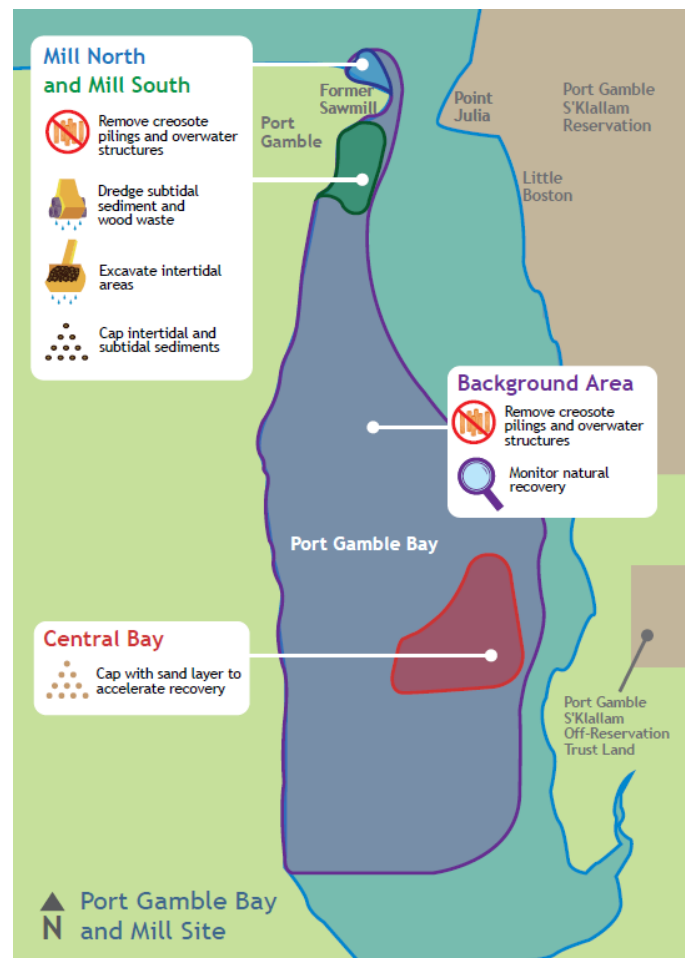 Mill North
and Mill South
Remove creosote
pilings and overwater
structures
Dredge subtidal
sediment and
wood waste
Excavate intertidal
areas
Cap intertidal and
subtidal sediments
Former
Sawmill
Port
Gamble
Point
Julia
Port Gamble
S'Klallam
Reservation
Little
Boston
Background Area
Remove creosote
pilings and overwater
structures
Monitor natural
recovery
Port Gamble Bay
Central Bay
Cap with sand layer to
accelerate recovery
Port Gamble
S'Klallam
Off-Reservation
Trust Land
N
Port Gamble Bay
and Mill Site